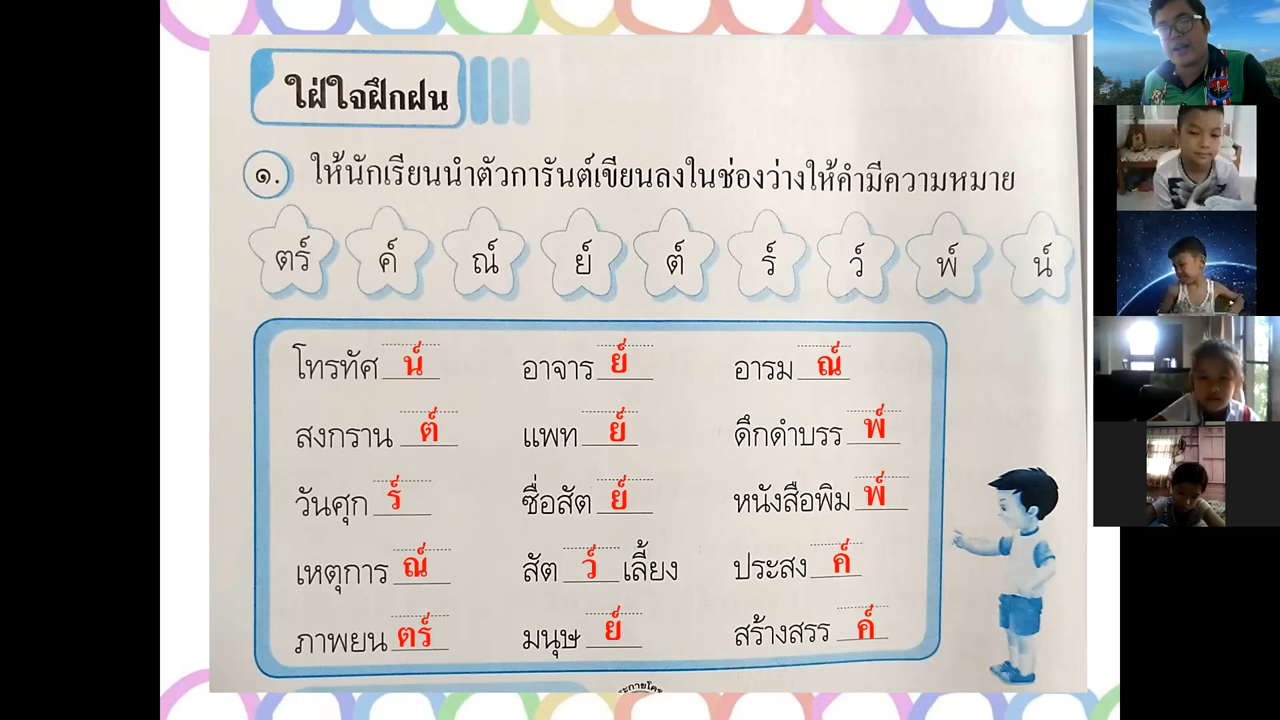 ใฝ่ใจฝึกฝน
๑. ให้นักเรียนนำตัวการันต์เขียนลงในช่องว่างให้คำมีความหมาย
ตร์ ค์ ณ์ ย์ ต์ ร์ ว์ พ์ น์
โทรทัศน์ อาจารย์ อารมณ์
สงกรานต์ แพทย์ ดึกดำบรรพ์
วันศุกร์ ซื่อสัตย์ หนังสือพิมพ์
เหตุการณ์ สัตว์เลี้ยง ประสงค์
ภาพยนตร์ มนุษย์ สร้างสรรค์